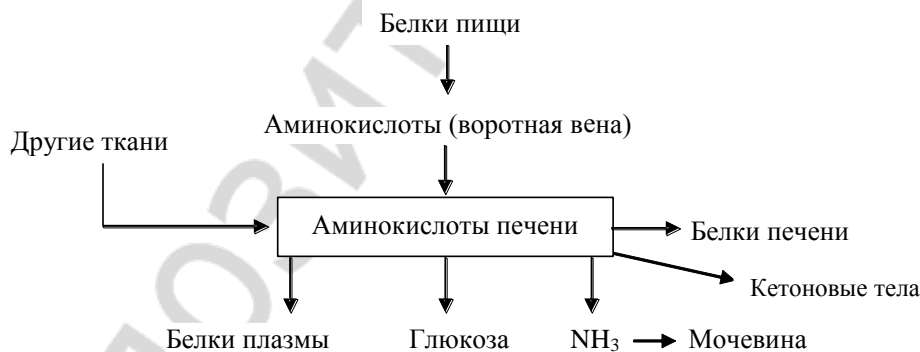 Белки пищи
Аминокислоты (воротная вена)
Другие ткани
Аминокислоты печени
Белки печени
Кетоновые тела
Белки плазмы Глюкоза NH₃ Мочевина